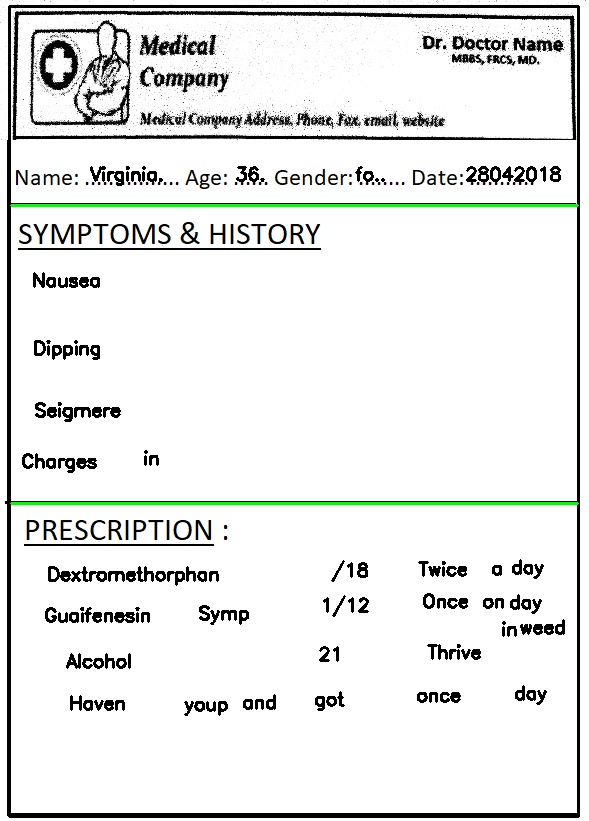 Medical Company
Dr. Doctor Name
MBBS, FRCS, MD.
Medical Company Address, Phone, Fax, email, website
Name: ..Virginia.... Age: .36.. Gender:fa..... Date:28042018
SYMPTOMS & HISTORY
Nausea
Dipping
Seigmere
Charges in
PRESCRIPTION :
Dextromethorphan /18 Twice a day
Guaifenesin Symp 1/12 Once on day
in weed
Alcohol 21 Thrive
Haven youp and got once day